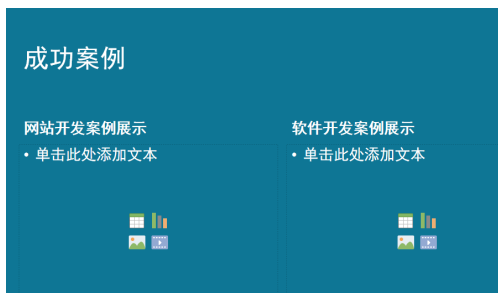 成功案例
网站开发案例展示
• 单击此处添加文本
软件开发案例展示
• 单击此处添加文本